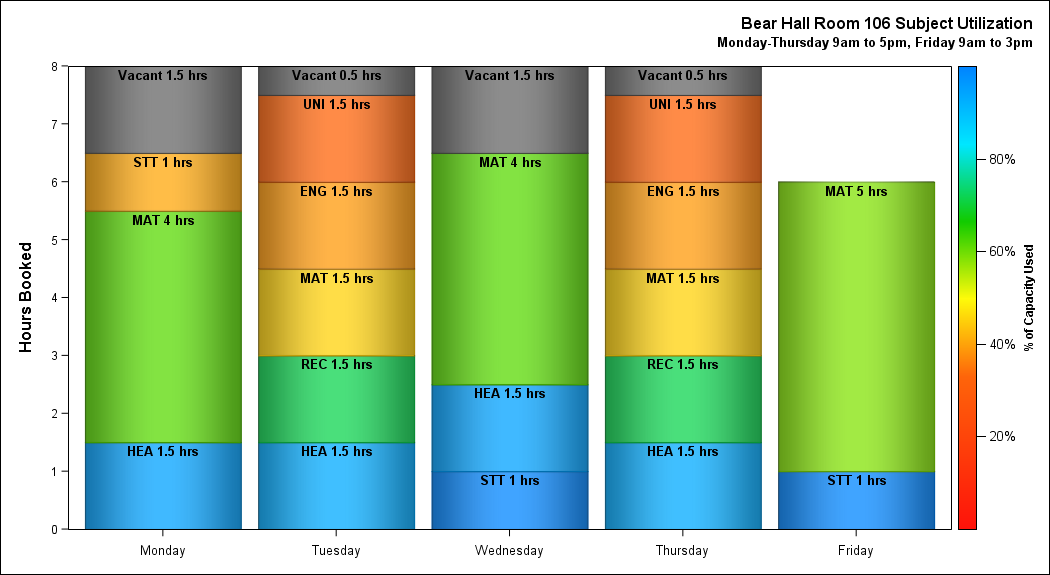 Bear Hall Room 106 Subject Utilization
Monday-Thursday 9am to 5pm, Friday 9am to 3pm
Hours Booked
8
7
6
5
4
3
2
1
0
Vacant 1.5 hrs
STT 1 hrs
MAT 4 hrs
HEA 1.5 hrs
Monday
Vacant 0.5 hrs
UNI 1.5 hrs
ENG 1.5 hrs
MAT 1.5 hrs
REC 1.5 hrs
HEA 1.5 hrs
Tuesday
Vacant 1.5 hrs
MAT 4 hrs
HEA 1.5 hrs
STT 1 hrs
Wednesday
Vacant 0.5 hrs
UNI 1.5 hrs
ENG 1.5 hrs
MAT 1.5 hrs
REC 1.5 hrs
HEA 1.5 hrs
Thursday
MAT 5 hrs
STT 1 hrs
Friday
80%
60%
40%
20%
% of Capacity Used